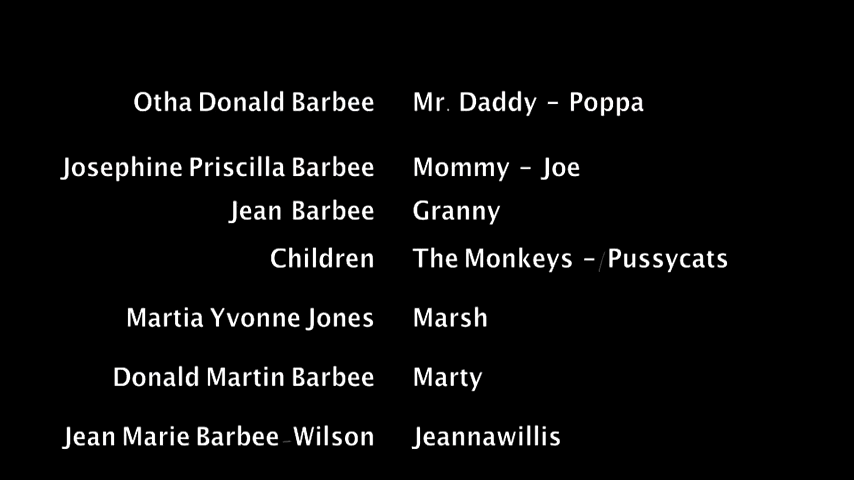 Otha Donald Barbee Mr. Daddy - Poppa
Josephine Priscilla Barbee Mommy - Joe
Jean Barbee Granny
Children The Monkeys -/Pussycats
Martia Yvonne Jones Marsh
Donald Martin Barbee Marty
Jean Marie Barbee-Wilson Jeannawillis